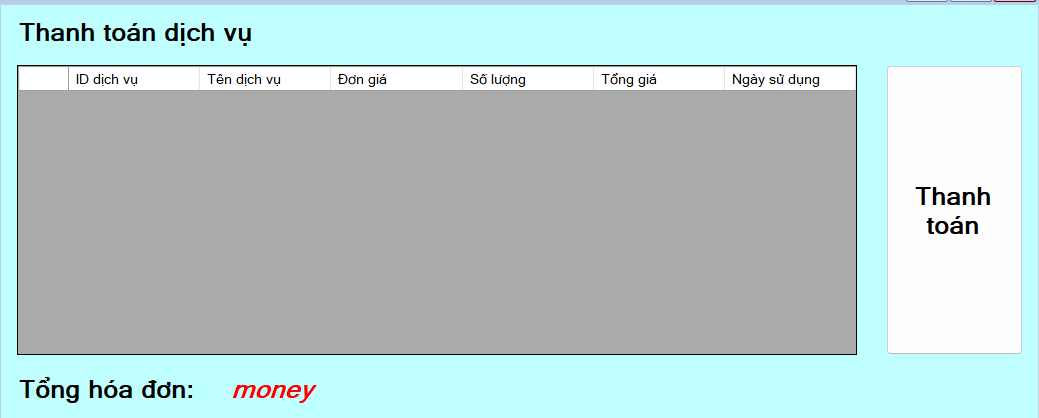 Thanh toán dịch vụ
ID dịch vụ Tên dịch vụ Đơn giá Số lượng Tổng giá Ngày sử dụng
Thanh
toán
Tổng hóa đơn: money